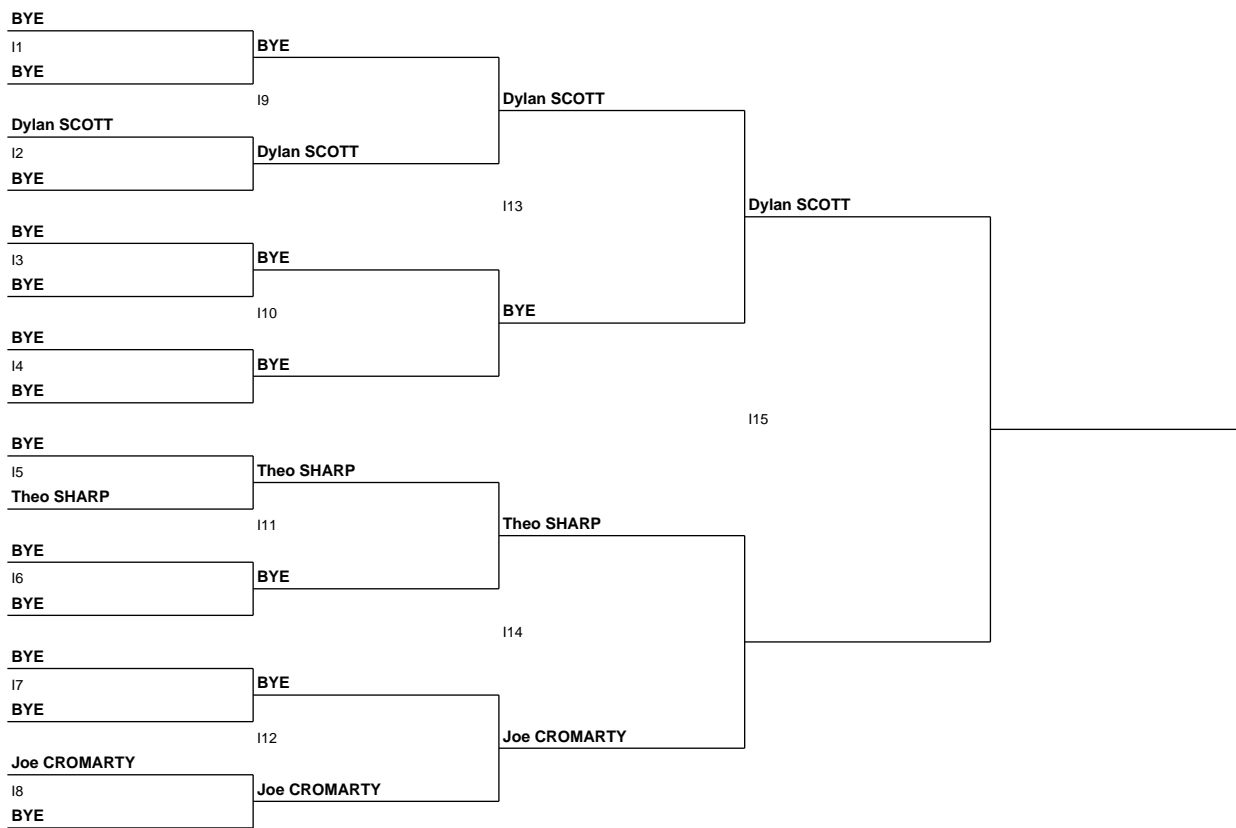 BYE
I1
BYE
BYE
I9
Dylan SCOTT
Dylan SCOTT
I2
Dylan SCOTT
BYE
I13
Dylan SCOTT
BYE
I3
BYE
BYE
I10
BYE
BYE
I4
BYE
BYE
I15
BYE
I5
Theo SHARP
Theo SHARP
I11
Theo SHARP
BYE
I6
BYE
BYE
I14
BYE
I7
BYE
BYE
I12
Joe CROMARTY
Joe CROMARTY
I8
Joe CROMARTY
BYE